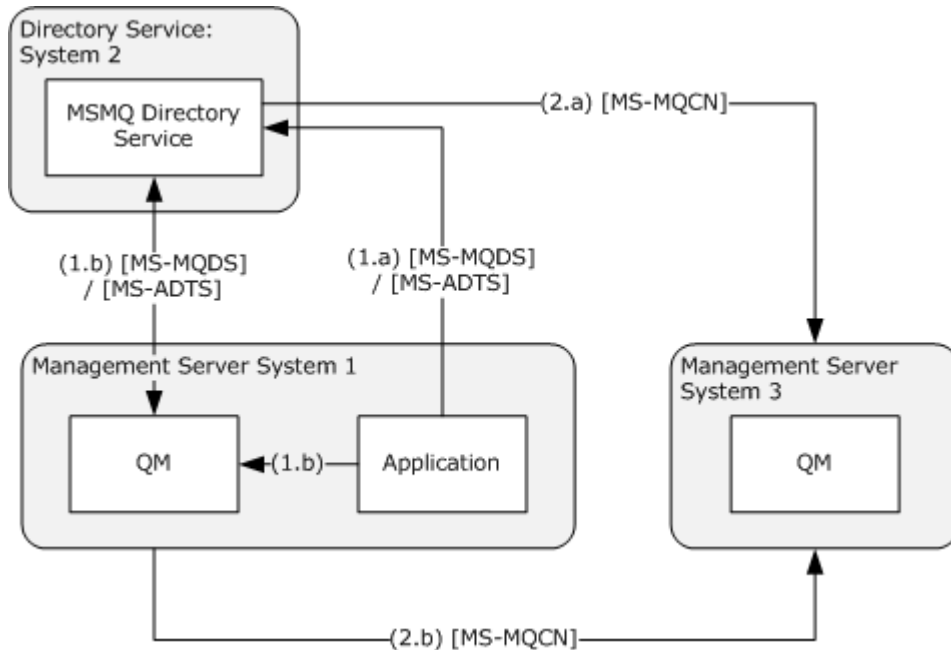 Directory Service:
System 2
MSMQ Directory
Service
(2.a) [MS-MQCN]
(1.b) [MS-MQDS]
/ [MS-ADTS]
(1.a) [MS-MQDS]
/ [MS-ADTS]
Management Server System 1
QM
(1.b)
Application
Management Server
System 3
QM
(2.b) [MS-MQCN]